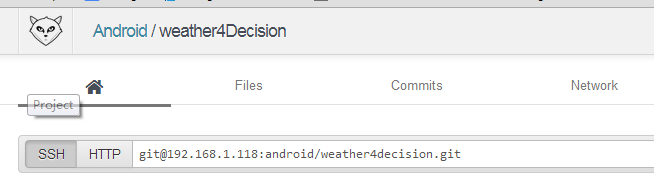 Android / weather4Decision
Files Commits Network
Project
SSH HTTP git@192.168.1.118:android/weather4decision.git